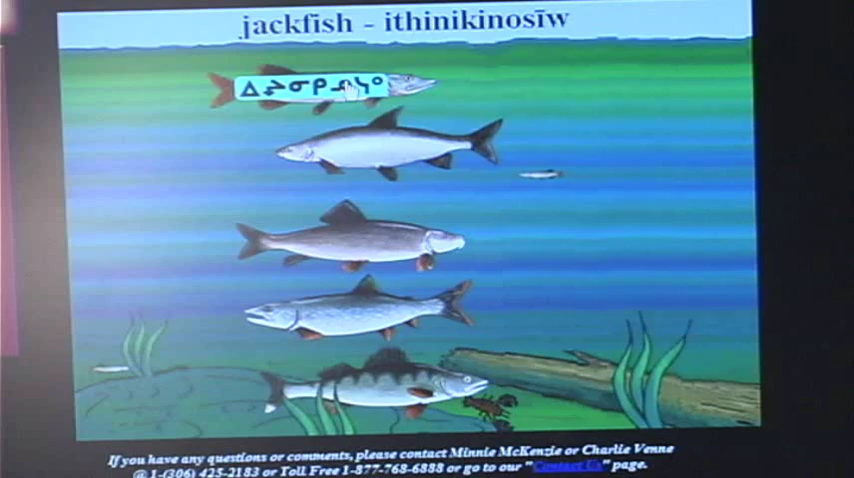 jackfish - ithinikinosīw
ᐃᖨᓂᑭᓄᓯᐤ
If you have any questions or comments, please contact Minnie McKenzie or Charlie Venne
@ 1-(306) 425-2183 or Toll Free 1-877-768-6888 or go to our "Contact Us" page.